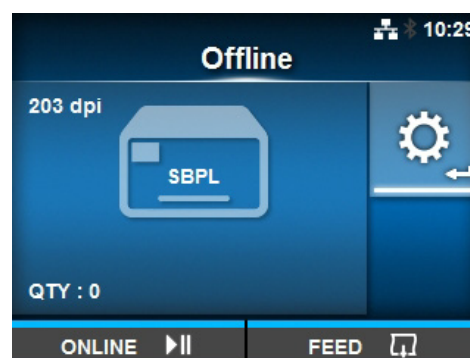 10:29
Offline
203 dpi
SBPL
QTY : 0
ONLINE FEED